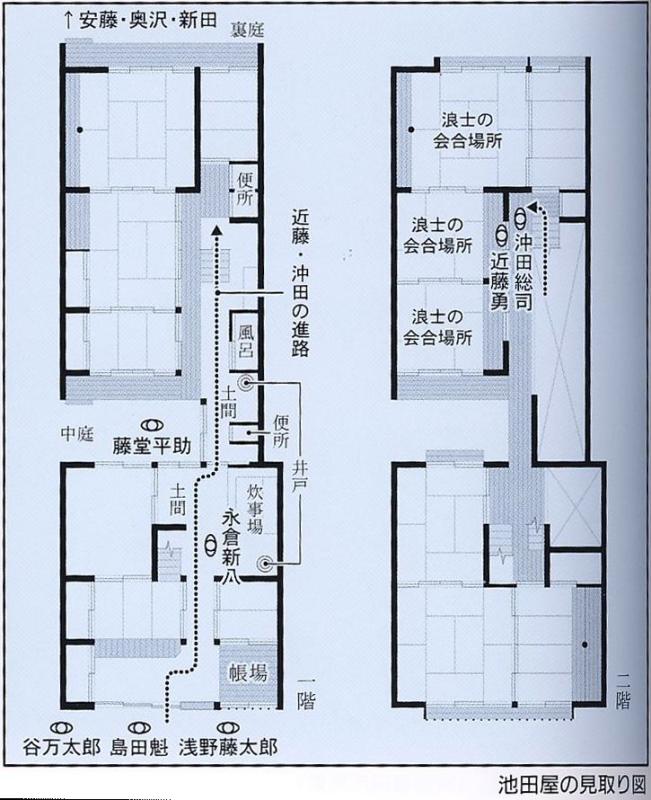 ↑安藤・奥沢・新田
裏庭
便所
近藤・沖田の進路
風呂
土間
便所
中庭
藤堂平助
井戸
土間
炊事場
永倉新八
帳場
一階
谷万太郎
島田魁
浅野藤太郎
浪士の
会合場所
浪士の
会合場所
沖田総司
近藤勇
浪士の
会合場所
二階
池田屋の見取り図